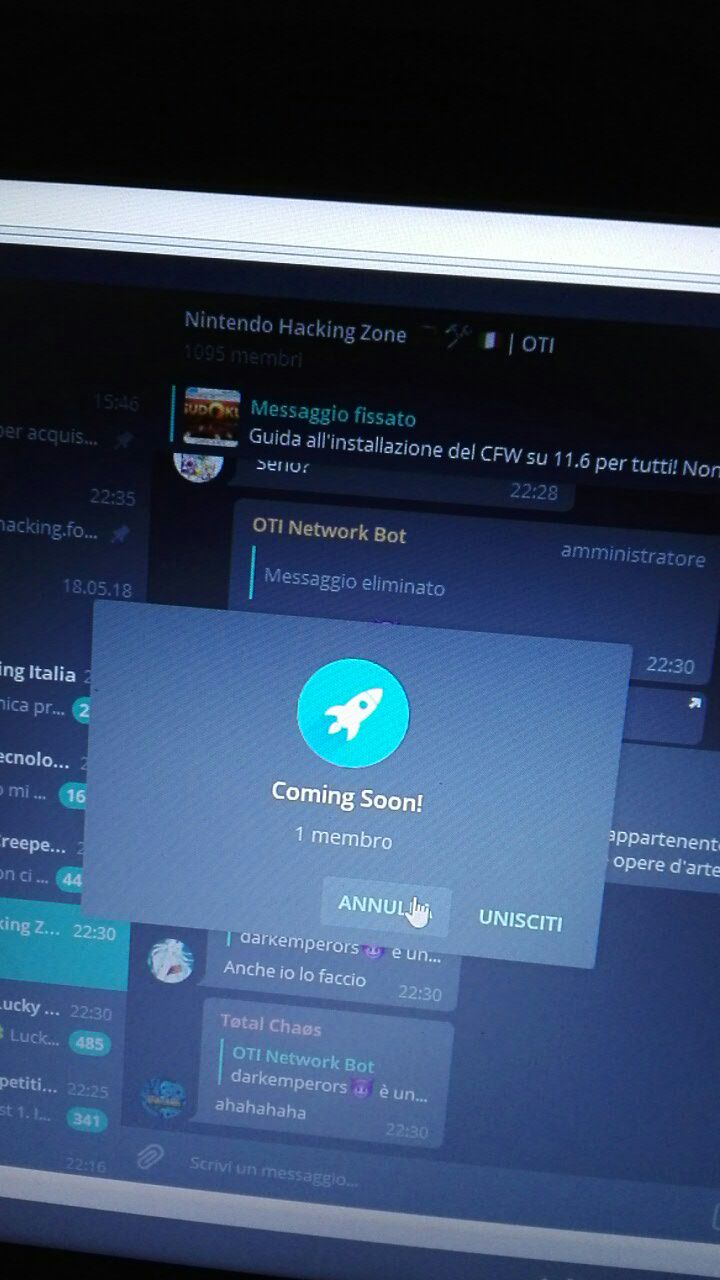 Nintendo Hacking Zone | OTI
1095 membri
15:46
Messaggio fissato
per acquis...
Guida all'installazione del CFW su 11.6 per tutti! Non
SUDOKU
Serio?
22:28
22:35
hacking.fo...
OTI Network Bot
amministratore
Messaggio eliminato
18.05.18
22:30
ing Italia
nica pr...
Coming Soon!
1 membro
ANNULLA
UNISCITI
ecnolo...
o mi ...
16
appartenent
opere d'arte
Creepe...
on ci ...
44
king Z...
22:30
darkemperors 😈 è un...
Anche io lo faccio
22:30
Lucky ...
22:30
Luck...
485
Tøtal Chaøs
OTI Network Bot
darkemperors 😈 è un...
ahahahaha
22:30
petiti...
22:25
st 1. I...
341
22:16
Scrivi un messaggio...